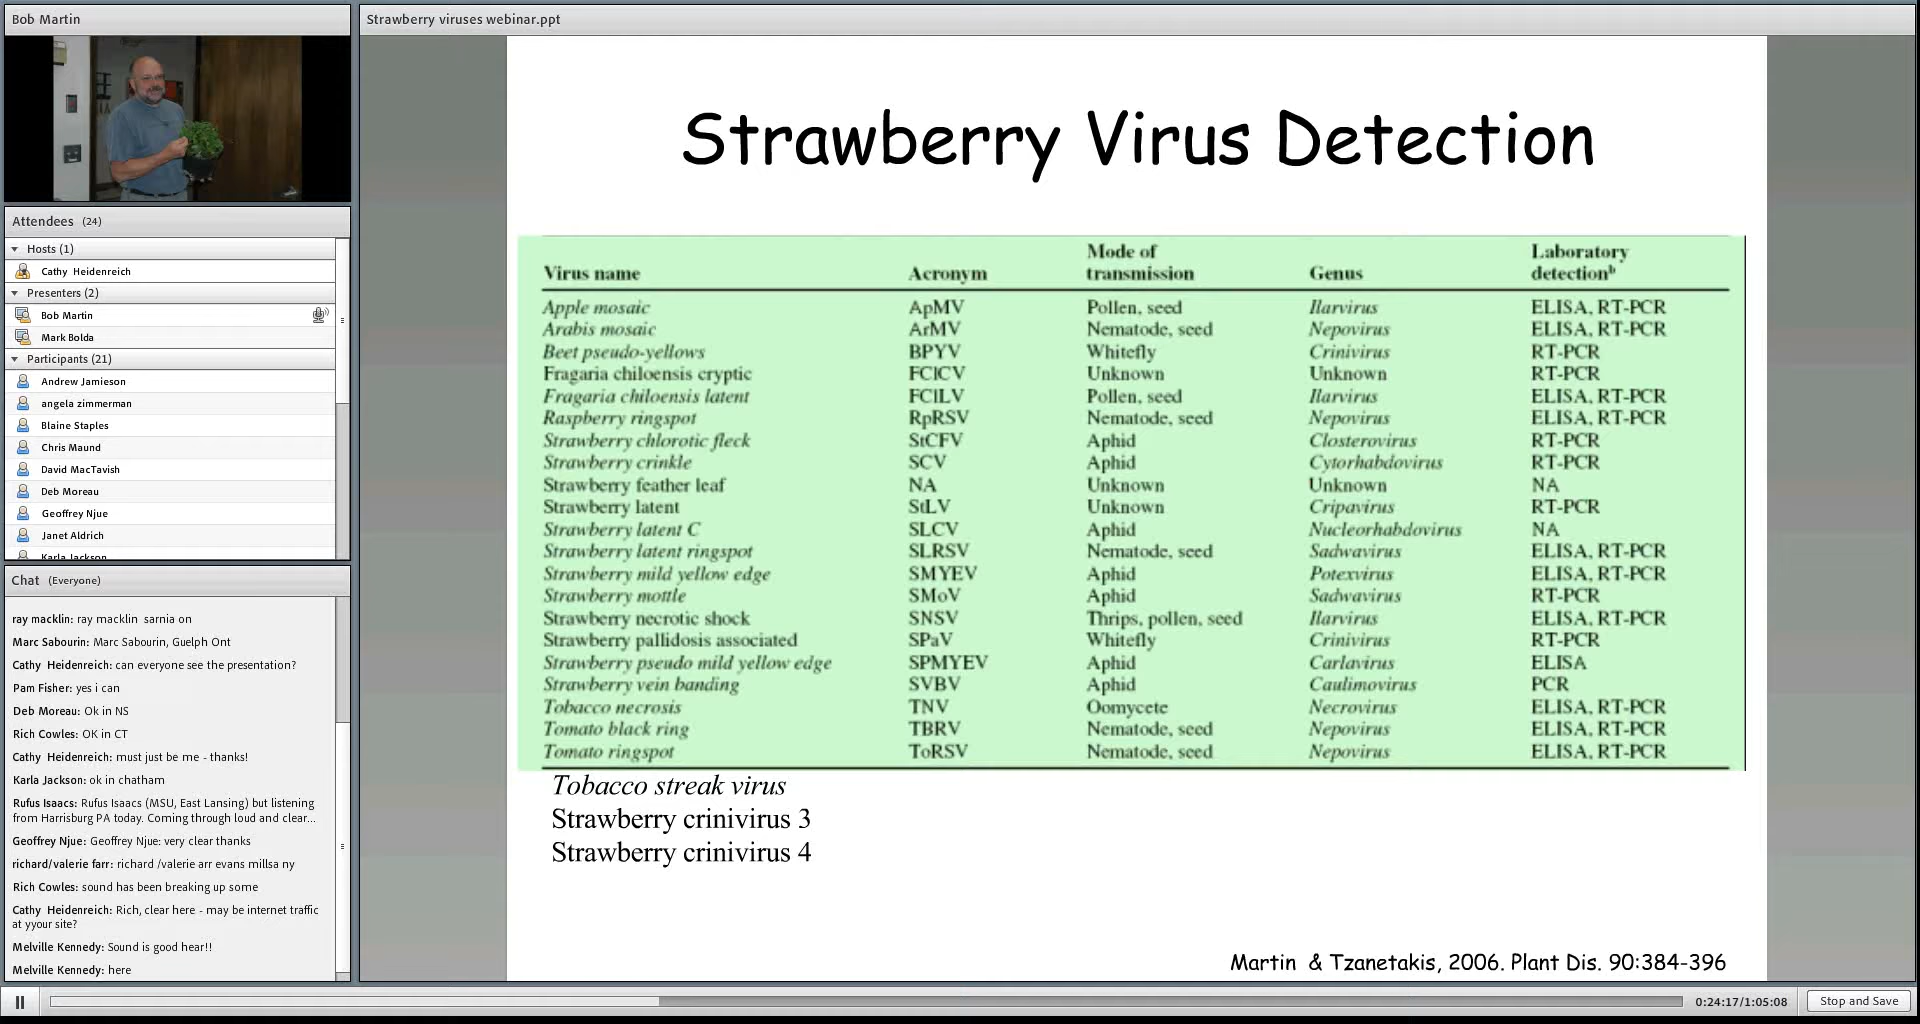 Bob Martin
Strawberry viruses webinar.ppt
Attendees (24)
Hosts (1)
Cathy Heidenreich
Presenters (2)
Bob Martin
Mark Bolda
Participants (21)
Andrew Jamieson
angela zimmerman
Blaine Staples
Chris Maund
David MacTavish
Deb Moreau
Geoffrey Njue
Janet Aldrich
Karla Jackson
Chat (Everyone)
ray macklin: ray macklin sarnia on
Marc Sabourin: Marc Sabourin, Guelph Ont
Cathy Heidenreich: can everyone see the presentation?
Pam Fisher: yes i can
Deb Moreau: Ok in NS
Rich Cowles: OK in CT
Cathy Heidenreich: must just be me - thanks!
Karla Jackson: ok in chatham
Rufus Isaacs: Rufus Isaacs (MSU, East Lansing) but listening
from Harrisburg PA today. Coming through loud and clear...
Geoffrey Njue: Geoffrey Njue: very clear thanks
richard/valerie farr: richard /valerie arr evans millsa ny
Rich Cowles: sound has been breaking up some
Cathy Heidenreich: Rich, clear here - may be internet traffic
at yyour site?
Melville Kennedy: Sound is good hear!!
Melville Kennedy: here
Strawberry Virus Detection
Virus name Acronym Mode of transmission Genus Laboratory detectionb
Apple mosaic ApMV Pollen, seed Ilarvirus ELISA, RT-PCR
Arabis mosaic ArMV Nematode, seed Nepovirus ELISA, RT-PCR
Beet pseudo-yellows BPYV Whitefly Crinivirus RT-PCR
Fragaria chiloensis cryptic FClCV Unknown Unknown RT-PCR
Fragaria chiloensis latent FClLV Pollen, seed Ilarvirus ELISA, RT-PCR
Raspberry ringspot RpRSV Nematode, seed Nepovirus ELISA, RT-PCR
Strawberry chlorotic fleck StCFV Aphid Closterovirus RT-PCR
Strawberry crinkle SCV Aphid Cytorhabdovirus RT-PCR
Strawberry feather leaf NA Unknown Unknown NA
Strawberry latent StLV Unknown Cripavirus RT-PCR
Strawberry latent C SLCV Aphid Nucleorhabdovirus NA
Strawberry latent ringspot SLRSV Nematode, seed Sadwavirus ELISA, RT-PCR
Strawberry mild yellow edge SMYEV Aphid Potexvirus ELISA, RT-PCR
Strawberry mottle SMoV Aphid Sadwavirus RT-PCR
Strawberry necrotic shock SNSV Thrips, pollen, seed Ilarvirus ELISA, RT-PCR
Strawberry pallidosis associated SPaV Whitefly Crinivirus RT-PCR
Strawberry pseudo mild yellow edge SPMYEV Aphid Carlavirus ELISA
Strawberry vein banding SVBV Aphid Caulimovirus PCR
Tobacco necrosis TNV Oomycete Necrovirus ELISA, RT-PCR
Tomato black ring TBRV Nematode, seed Nepovirus ELISA, RT-PCR
Tomato ringspot ToRSV Nematode, seed Nepovirus ELISA, RT-PCR
Tobacco streak virus
Strawberry crinivirus 3
Strawberry crinivirus 4
Martin & Tzanetakis, 2006. Plant Dis. 90:384-396
0:24:17/1:05:08
Stop and Save